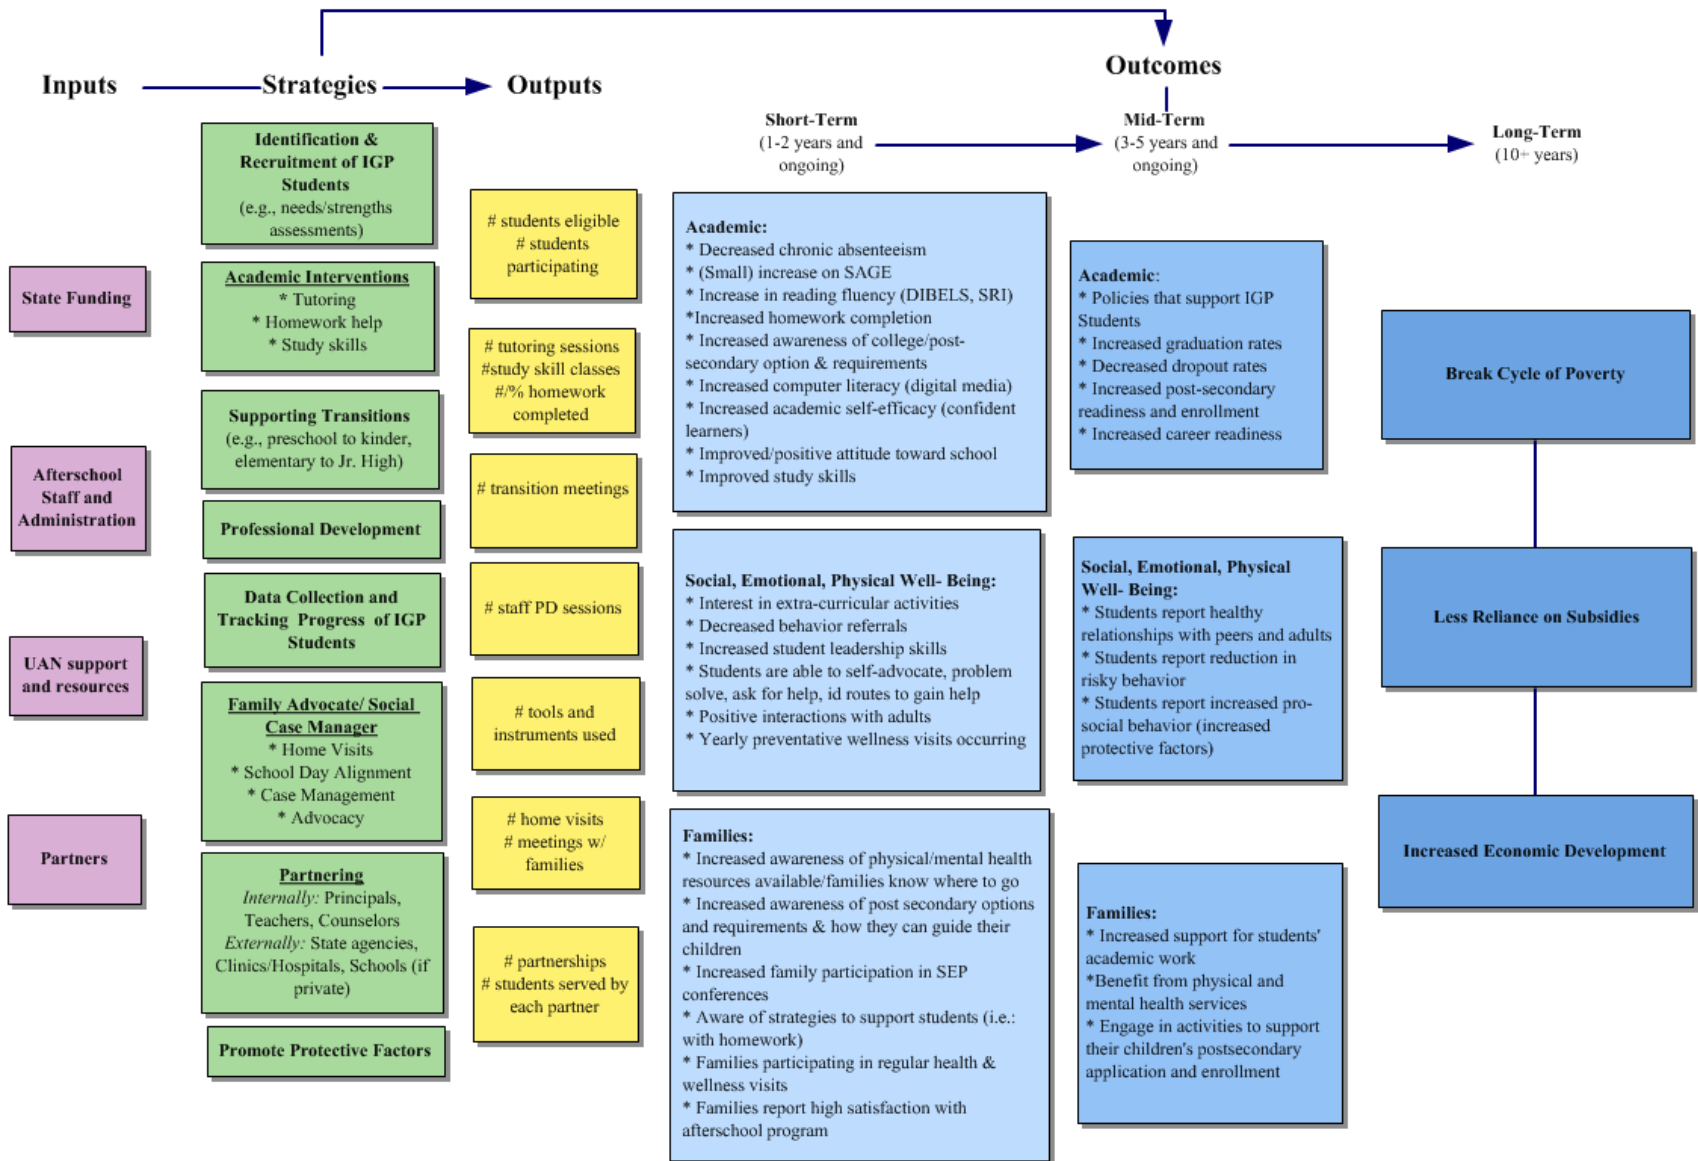 Inputs
Strategies
Outputs
Outcomes
Short-Term
(1-2 years and
ongoing)
Mid-Term
(3-5 years and
ongoing)
Long-Term
(10+ years)
State Funding
Afterschool
Staff and
Administration
UAN support
and resources
Partners
Identification &
Recruitment of IGP
Students
(e.g., needs/strengths
assessments)
Academic Interventions
* Tutoring
* Homework help
* Study skills
Supporting Transitions
(e.g., preschool to kinder,
elementary to Jr. High)
Professional Development
Data Collection and
Tracking Progress of IGP
Students
Family Advocate/ Social
Case Manager
* Home Visits
* School Day Alignment
* Case Management
* Advocacy
Partnering
Internally: Principals,
Teachers, Counselors
Externally: State agencies,
Clinics/Hospitals, Schools (if
private)
Promote Protective Factors
# students eligible
# students
participating
# tutoring sessions
#study skill classes
#/% homework
completed
# transition meetings
# staff PD sessions
# tools and
instruments used
# home visits
# meetings w/
families
# partnerships
# students served by
each partner
Academic:
* Decreased chronic absenteeism
* (Small) increase on SAGE
* Increase in reading fluency (DIBELS, SRI)
*Increased homework completion
* Increased awareness of college/post-
secondary option & requirements
* Increased computer literacy (digital media)
* Increased academic self-efficacy (confident
learners)
* Improved/positive attitude toward school
* Improved study skills
Social, Emotional, Physical Well- Being:
* Interest in extra-curricular activities
* Decreased behavior referrals
* Increased student leadership skills
* Students are able to self-advocate, problem
solve, ask for help, id routes to gain help
* Positive interactions with adults
* Yearly preventative wellness visits occurring
Families:
* Increased awareness of physical/mental health
resources available/families know where to go
* Increased awareness of post secondary options
and requirements & how they can guide their
children
* Increased family participation in SEP
conferences
* Aware of strategies to support students (i.e.:
with homework)
* Families participating in regular health &
wellness visits
* Families report high satisfaction with
afterschool program
Academic:
* Policies that support IGP
Students
* Increased graduation rates
* Decreased dropout rates
* Increased post-secondary
readiness and enrollment
* Increased career readiness
Social, Emotional, Physical
Well- Being:
* Students report healthy
relationships with peers and adults
* Students report reduction in
risky behavior
* Students report increased pro-
social behavior (increased
protective factors)
Families:
* Increased support for students'
academic work
*Benefit from physical and
mental health services
* Engage in activities to support
their children's postsecondary
application and enrollment
Break Cycle of Poverty
Less Reliance on Subsidies
Increased Economic Development